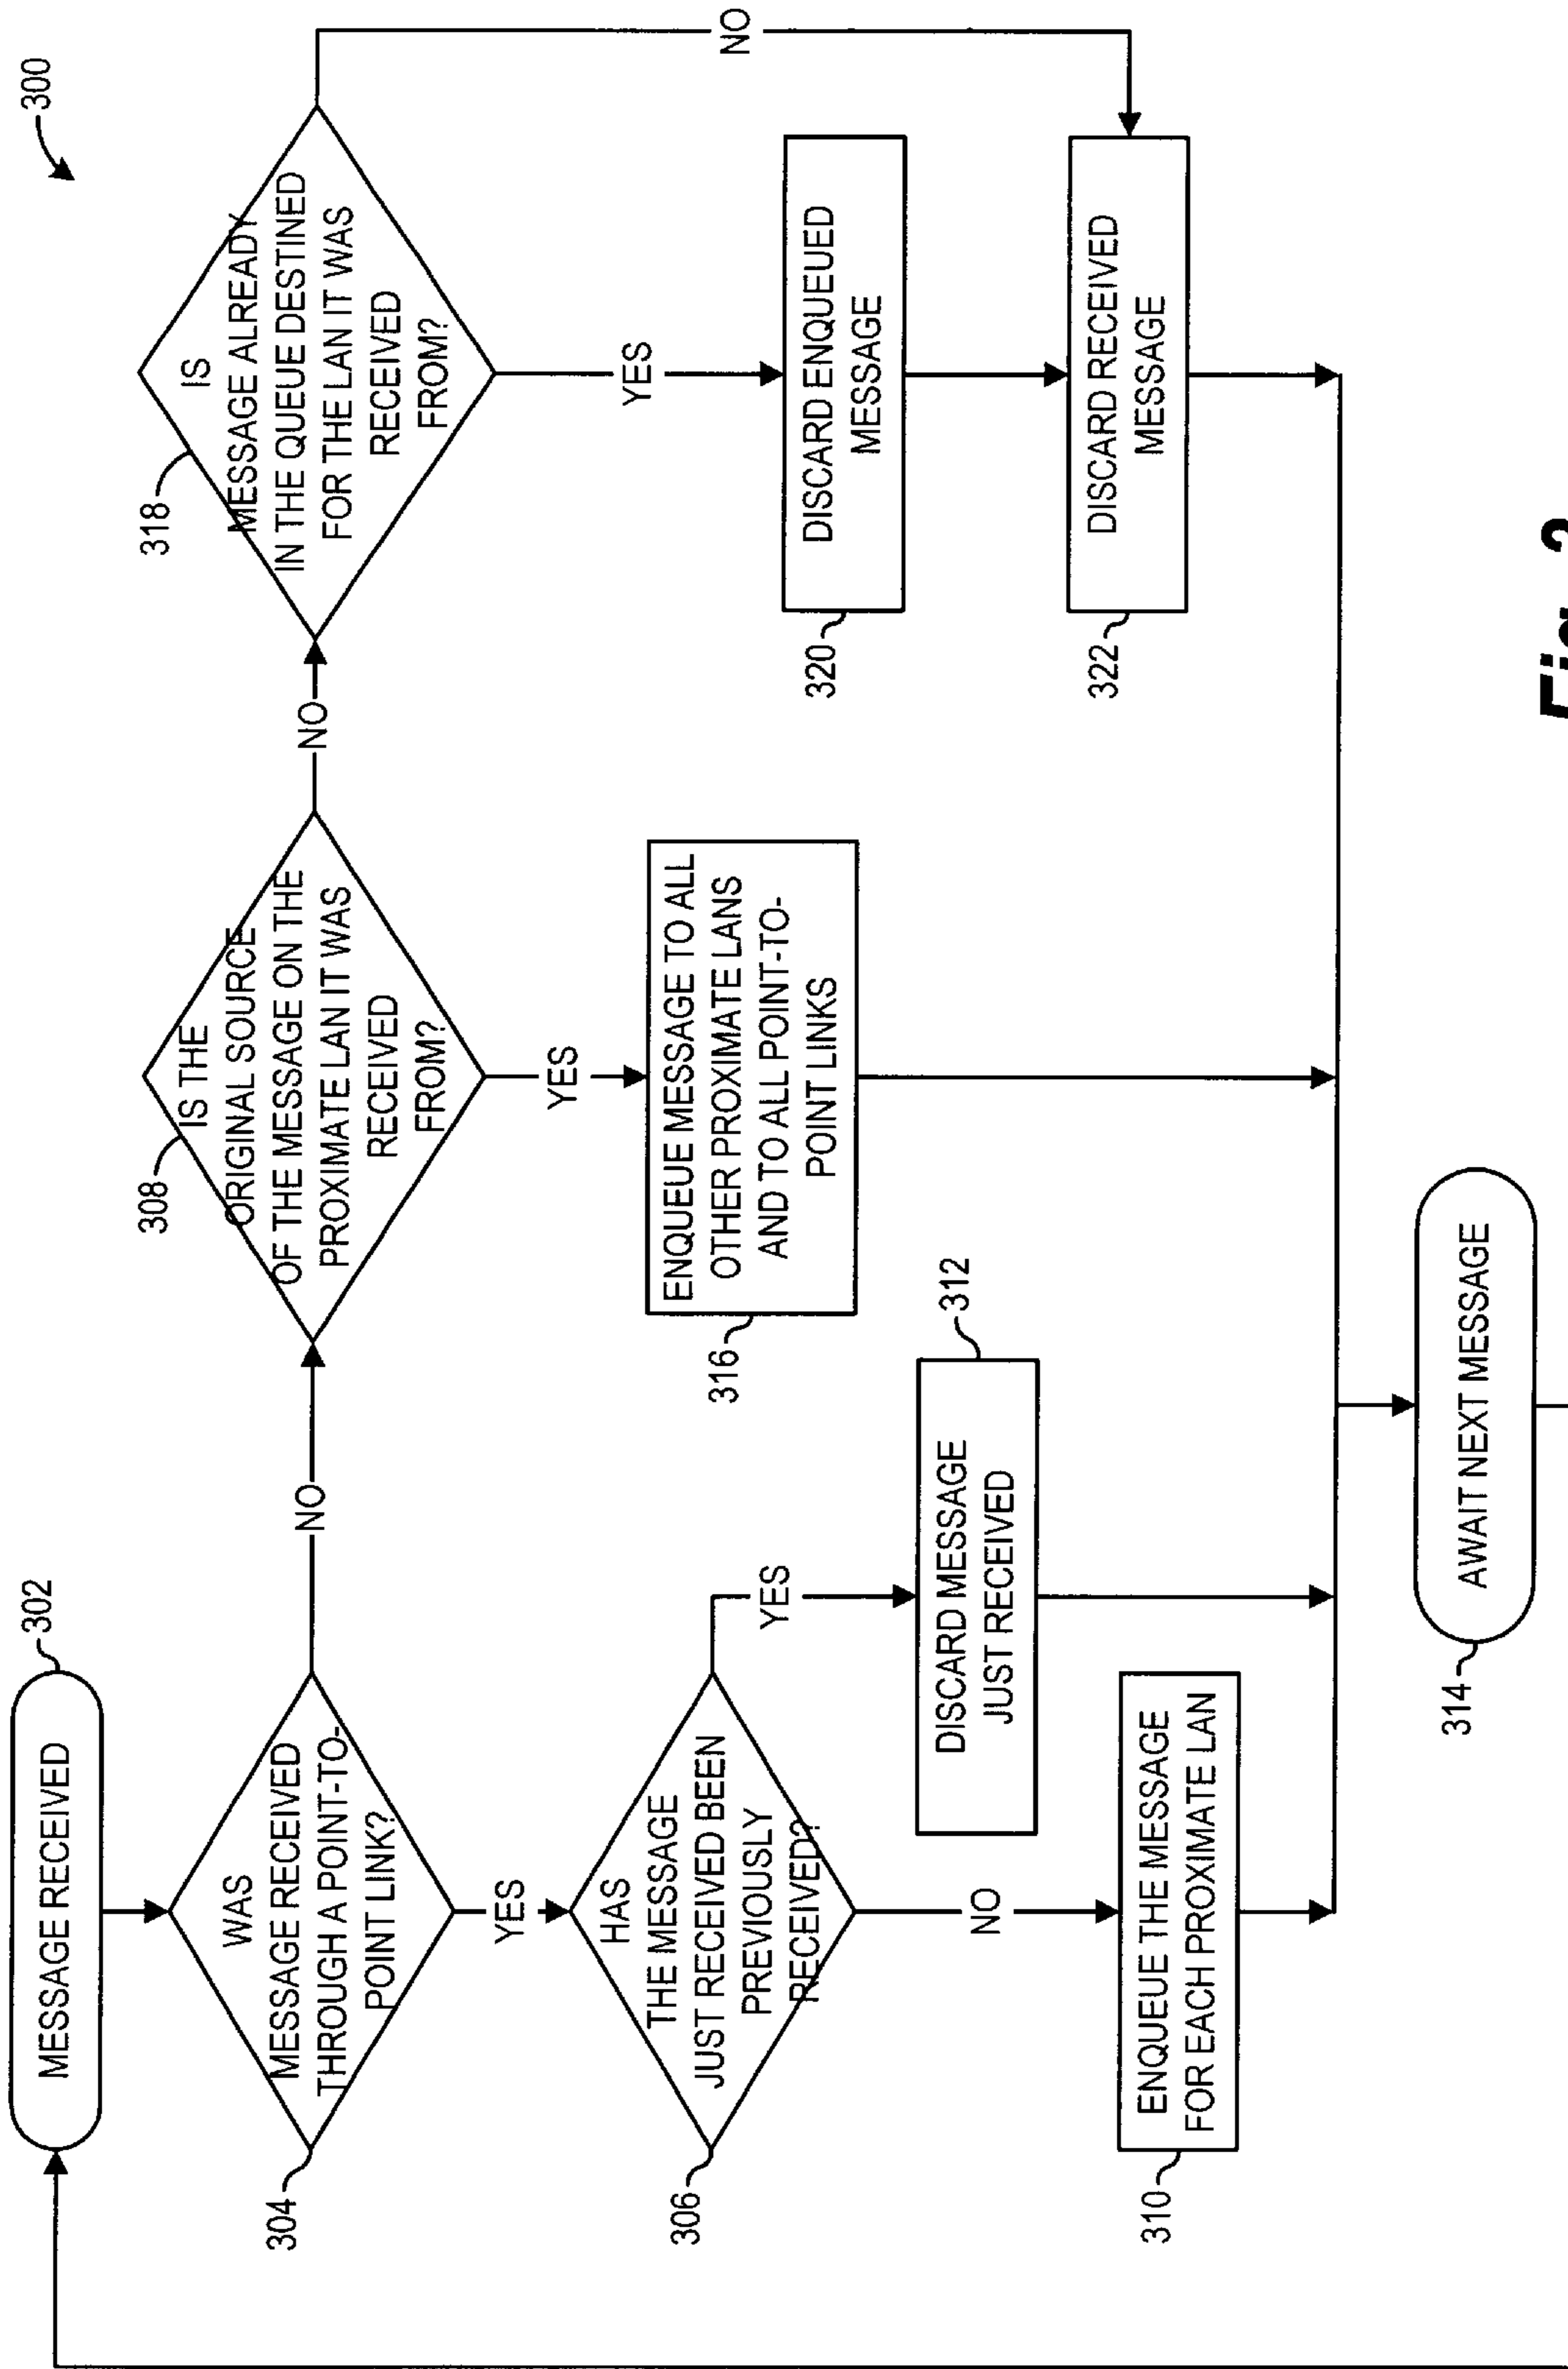 300
302
MESSAGE RECEIVED
304
WAS
MESSAGE RECEIVED
THROUGH A POINT-TO-
POINT LINK?
NO
YES
308
IS THE
ORIGINAL SOURCE
OF THE MESSAGE ON THE
PROXIMATE LAN IT WAS
RECEIVED
FROM?
NO
YES
318
IS
MESSAGE ALREADY
IN THE QUEUE DESTINED
FOR THE LAN IT WAS
RECEIVED
FROM?
NO
YES
306
HAS
THE MESSAGE
JUST RECEIVED BEEN
PREVIOUSLY
RECEIVED?
YES
NO
316
ENQUEUE MESSAGE TO ALL
OTHER PROXIMATE LANS
AND TO ALL POINT-TO-
POINT LINKS
320
DISCARD ENQUEUED
MESSAGE
312
DISCARD MESSAGE
JUST RECEIVED
322
DISCARD RECEIVED
MESSAGE
310
ENQUEUE THE MESSAGE
FOR EACH PROXIMATE LAN
314
AWAIT NEXT MESSAGE
Fig.